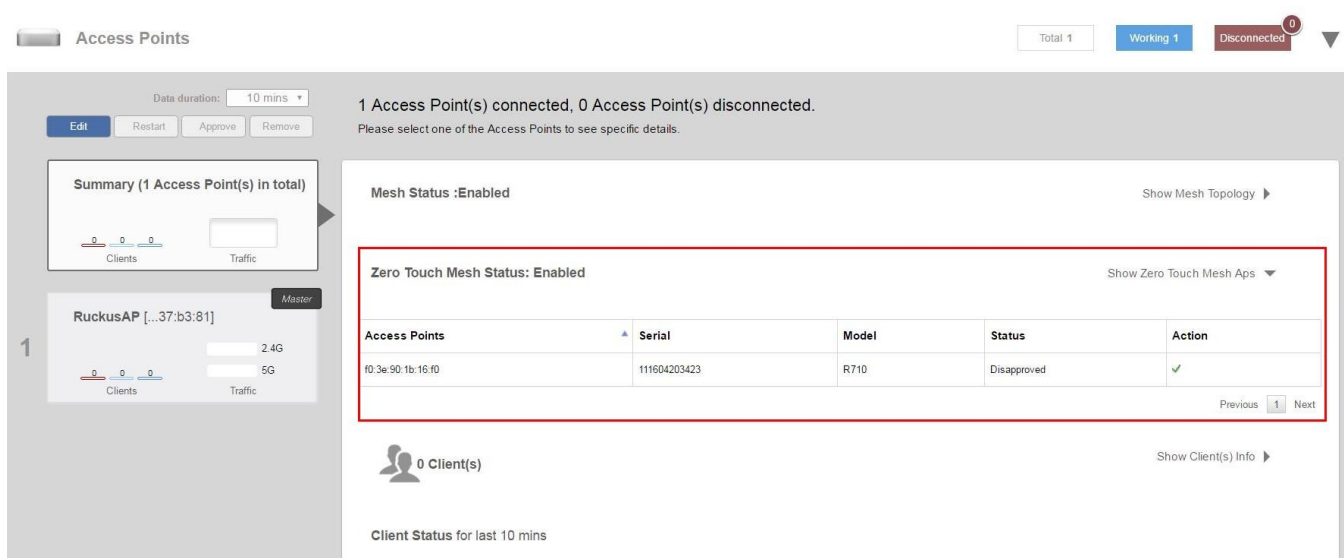 Access Points
Total 1
Working 1
Disconnected
0
Data duration: 10 mins
Edit Restart Approve Remove
Summary (1 Access Point(s) in total)
0 0 0
Clients Traffic
1
Master
RuckusAP [...37:b3:81]
2.4G
5G
0 0 0
Clients Traffic
1 Access Point(s) connected, 0 Access Point(s) disconnected.
Please select one of the Access Points to see specific details.
Mesh Status :Enabled Show Mesh Topology
Zero Touch Mesh Status: Enabled Show Zero Touch Mesh Aps
Access Points Serial Model Status Action
f0:3e:90:1b:16:f0 111604203423 R710 Disapproved
Previous 1 Next
0 Client(s) Show Client(s) Info
Client Status for last 10 mins